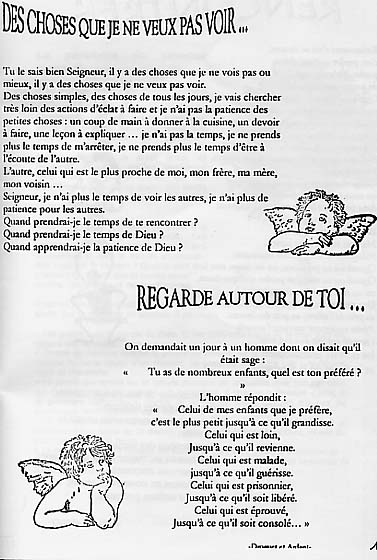 DES CHOSES QUE JE NE VEUX PAS VOIR...
Tu le sais bien Seigneur, il y a des choses que je ne vois pas ou
mieux, il y a des choses que je ne veux pas voir.
Des choses simples, des choses de tous les jours, je vais chercher
très loin des actions d'éclat à faire et je n'ai pas la patience des
petites choses : un coup de main à donner à la cuisine, un devoir
à faire, une leçon à expliquer ... je n'ai pas la temps, je ne prends
plus le temps de m'arrêter, je ne prends plus le temps d'être à
l'écoute de l'autre.
L'autre, celui qui est le plus proche de moi, mon frère, ma mère,
mon voisin ...
Seigneur, je n'ai plus le temps de voir les autres, je n'ai plus de
patience pour les autres.
Quand prendrai-je le temps de te rencontrer ?
Quand prendrai-je le temps de Dieu ?
Quand apprendrai-je la patience de Dieu ?
REGARDE AUTOUR DE TOI ...
On demandait un jour à un homme dont on disait qu'il
était sage :
« Tu as de nombreux enfants, quel est ton préféré ?
»
L'homme répondit :
« Celui de mes enfants que je préfère,
c'est le plus petit jusqu'à ce qu'il grandisse.
Celui qui est loin,
Jusqu'à ce qu'il revienne.
Celui qui est malade,
jusqu'à ce qu'il guérisse.
Celui qui est prisonnier,
Jusqu'à ce qu'il soit libéré.
Celui qui est éprouvé,
Jusqu'à ce qu'il soit consolé... »